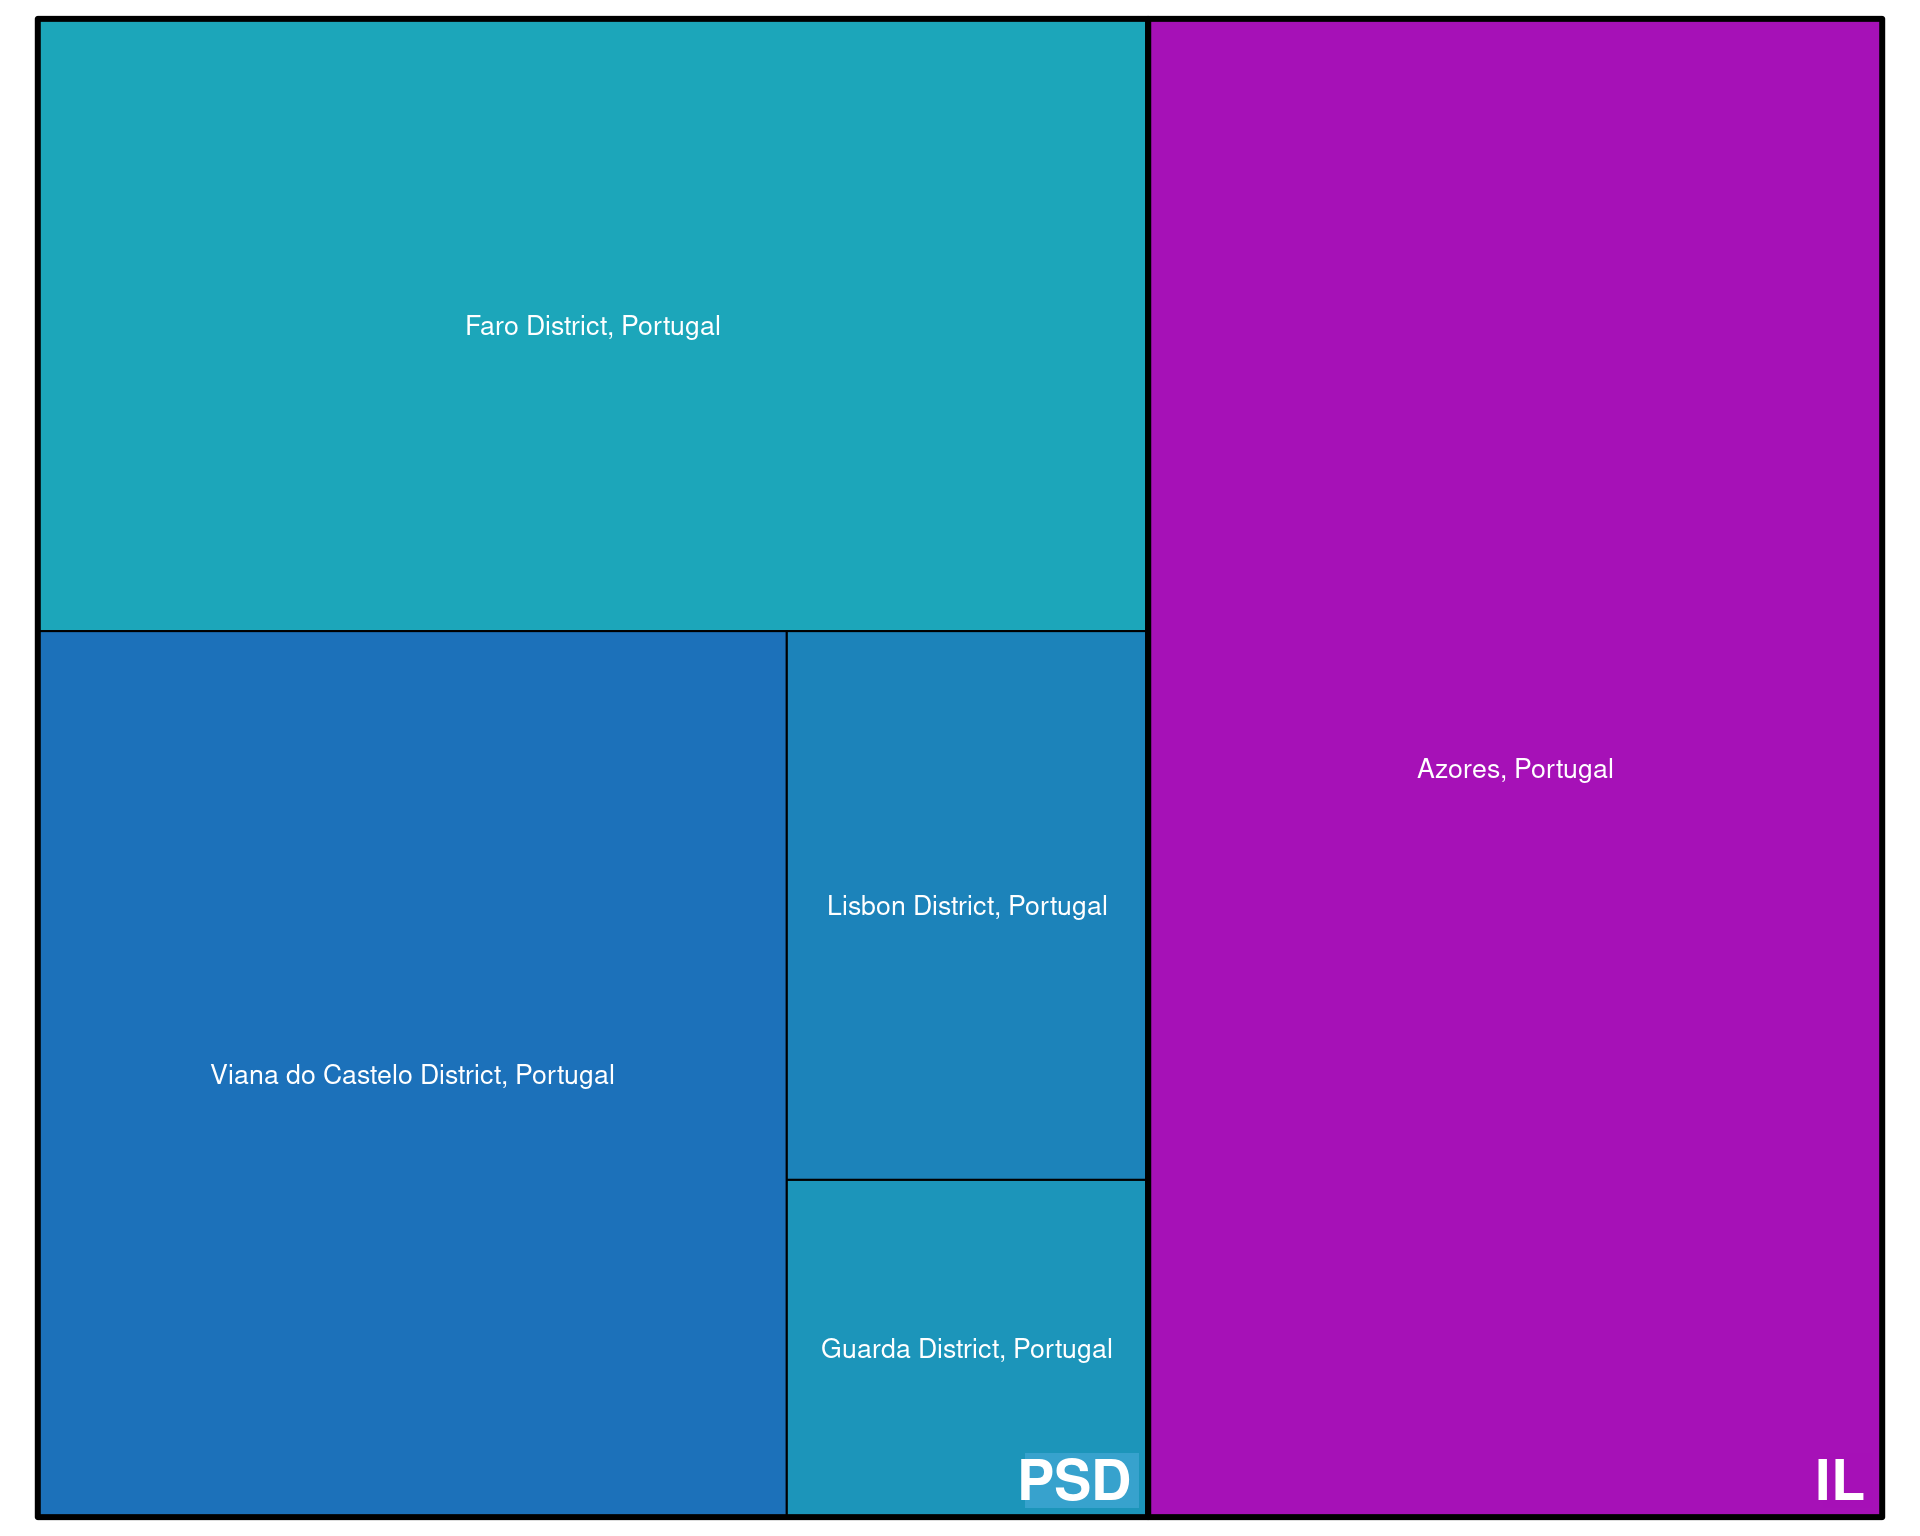 Faro District, Portugal
Azores, Portugal
Lisbon District, Portugal
Viana do Castelo District, Portugal
Guarda District, Portugal
PSD
IL